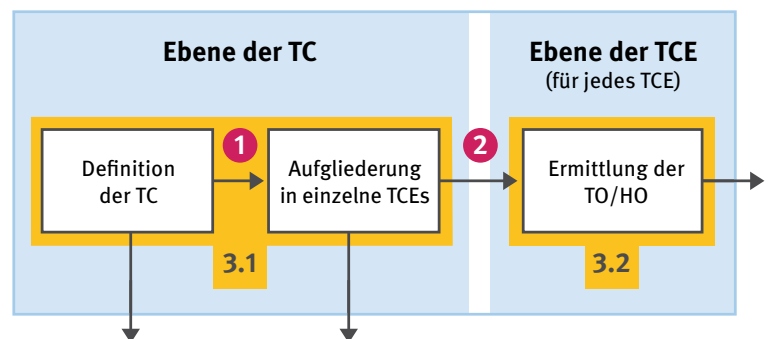 Ebene der TC
Ebene der TCE
(für jedes TCE)
1
2
Definition
der TC
Aufgliederung
in einzelne TCEs
Ermittlung der
TO/HO
3.1
3.2